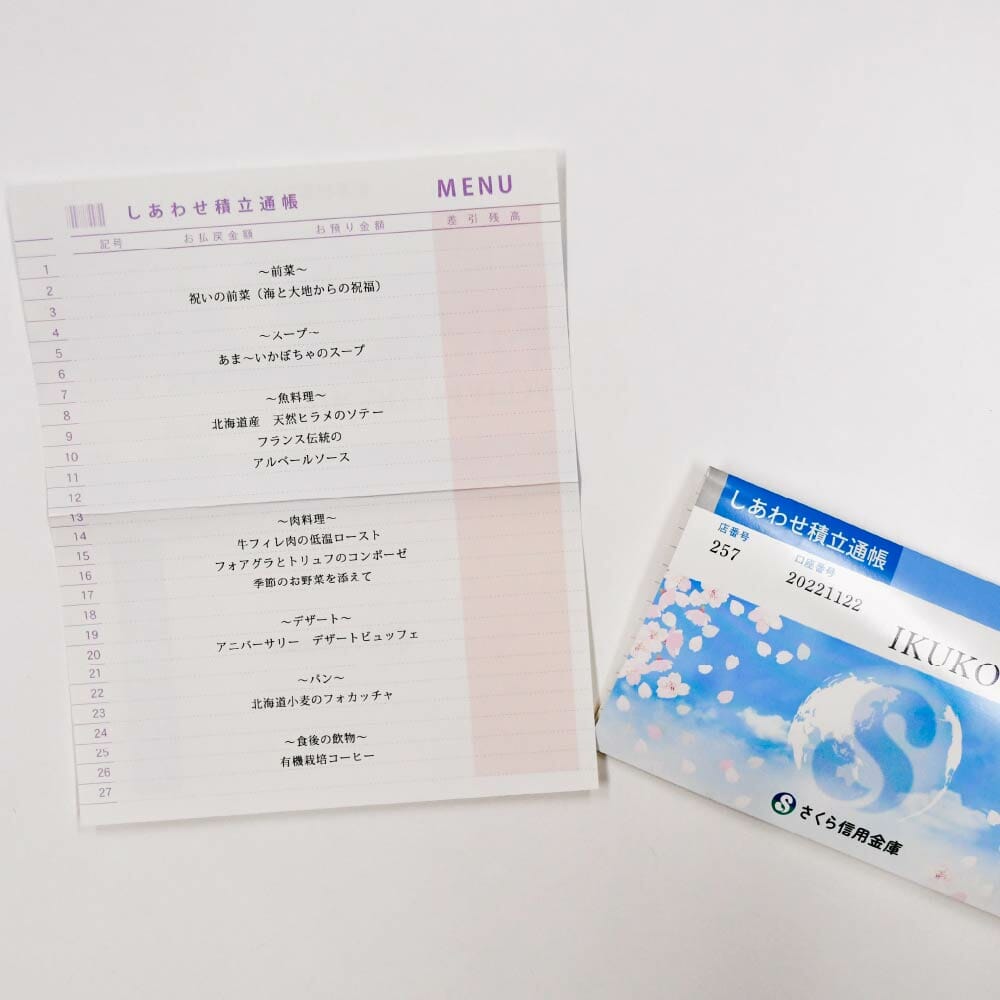 しあわせ積立通帳 MENU
記号 お払戻金額 お預り金額 差引残高
1
2
3
4
5
6
7
8
9
10
11
12
13
14
15
16
17
18
19
20
21
22
23
24
25
26
27
～前菜～
祝いの前菜（海と大地からの祝福）
～スープ～
あま～いかぼちゃのスープ
～魚料理～
北海道産　天然ヒラメのソテー
フランス伝統の
アルベールソース
～肉料理～
牛フィレ肉の低温ロースト
フォアグラとトリュフのコンポーゼ
季節のお野菜を添えて
～デザート～
アニバーサリー　デザートビュッフェ
～パン～
北海道小麦のフォカッチャ
～食後の飲物～
有機栽培コーヒー
しあわせ積立通帳
店番号 口座番号
257 20221122
IKUKO
S
さくら信用金庫